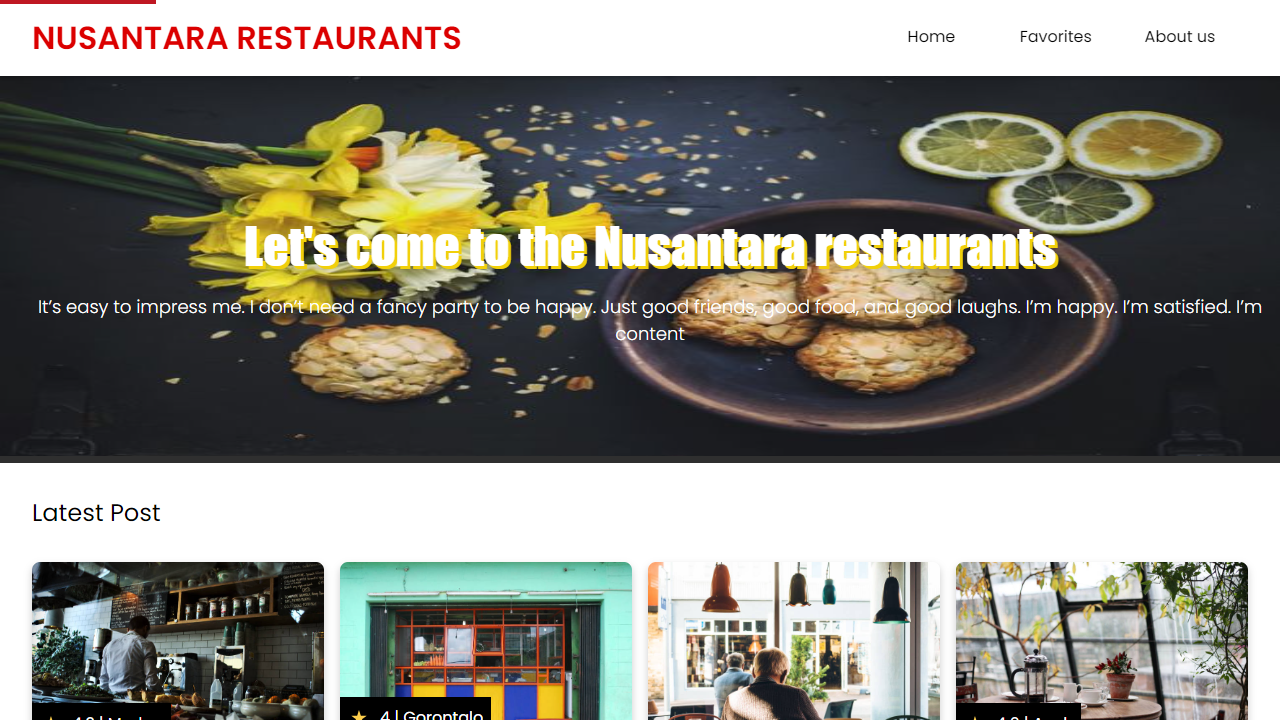 NUSANTARA RESTAURANTS
Home
Favorites
About us
Let's come to the Nusantara restaurants
It’s easy to impress me. I don’t need a fancy party to be happy. Just good friends, good food, and good laughs. I’m happy. I’m satisfied. I’m
content
Latest Post
4 | Gorontalo